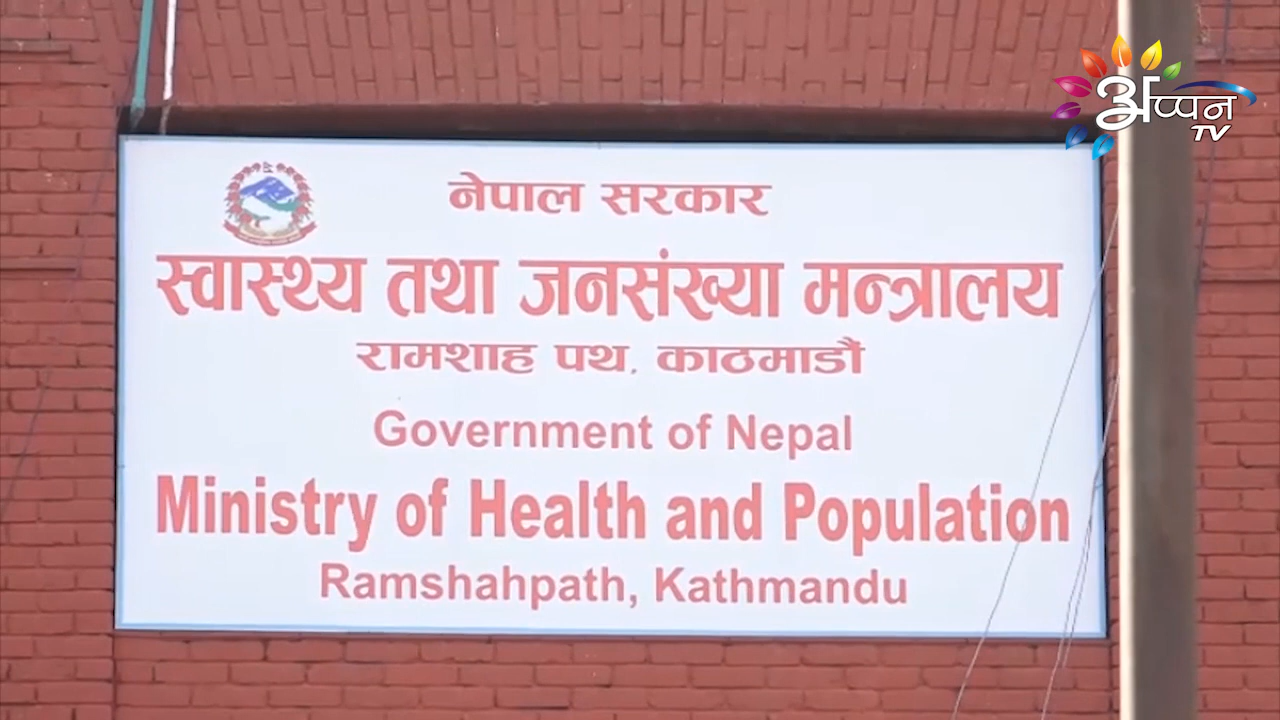 अप्पन
TV
नेपाल सरकार
स्वास्थ्य तथा जनसंख्या मन्त्रालय
रामशाह पथ, काठमाडौं
Government of Nepal
Ministry of Health and Population
Ramshahpath, Kathmandu